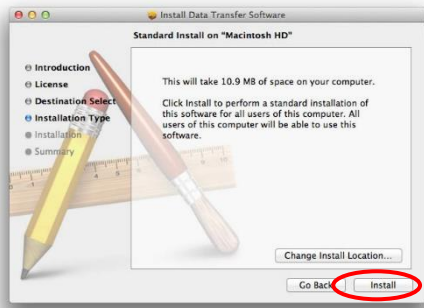 Install Data Transfer Software
Standard Install on "Macintosh HD"
Introduction
License
Destination Select
Installation Type
Installation
Summary
This will take 10.9 MB of space on your computer.
Click Install to perform a standard installation of
this software for all users of this computer. All
users of this computer will be able to use this
software.
Change Install Location...
Go Back
Install